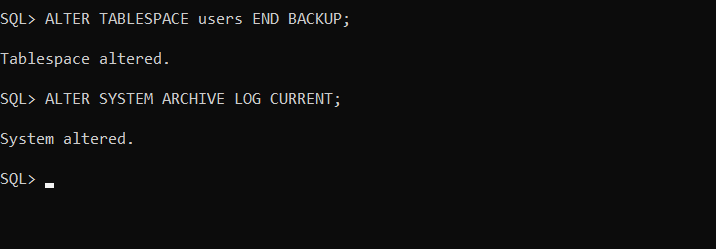 SQL> ALTER TABLESPACE users END BACKUP;
Tablespace altered.
SQL> ALTER SYSTEM ARCHIVE LOG CURRENT;
System altered.
SQL>